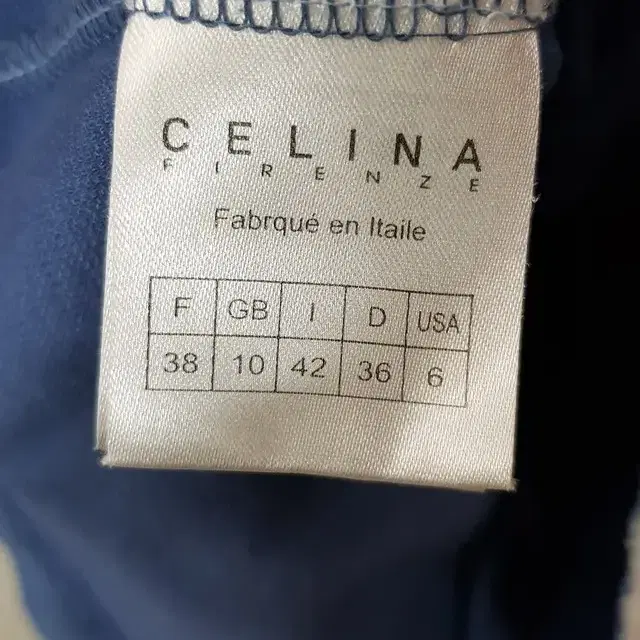 CELINA
FIRENZE
Fabrqué en Itaile
F GB I D USA
38 10 42 36 6